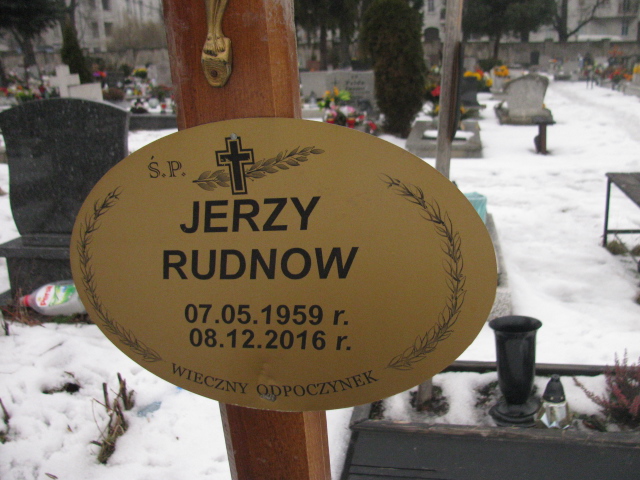 Ś.P.
JERZY
RUDNOW
07.05.1959 r.
08.12.2016 r.
WIECZNY ODPOCZYNEK